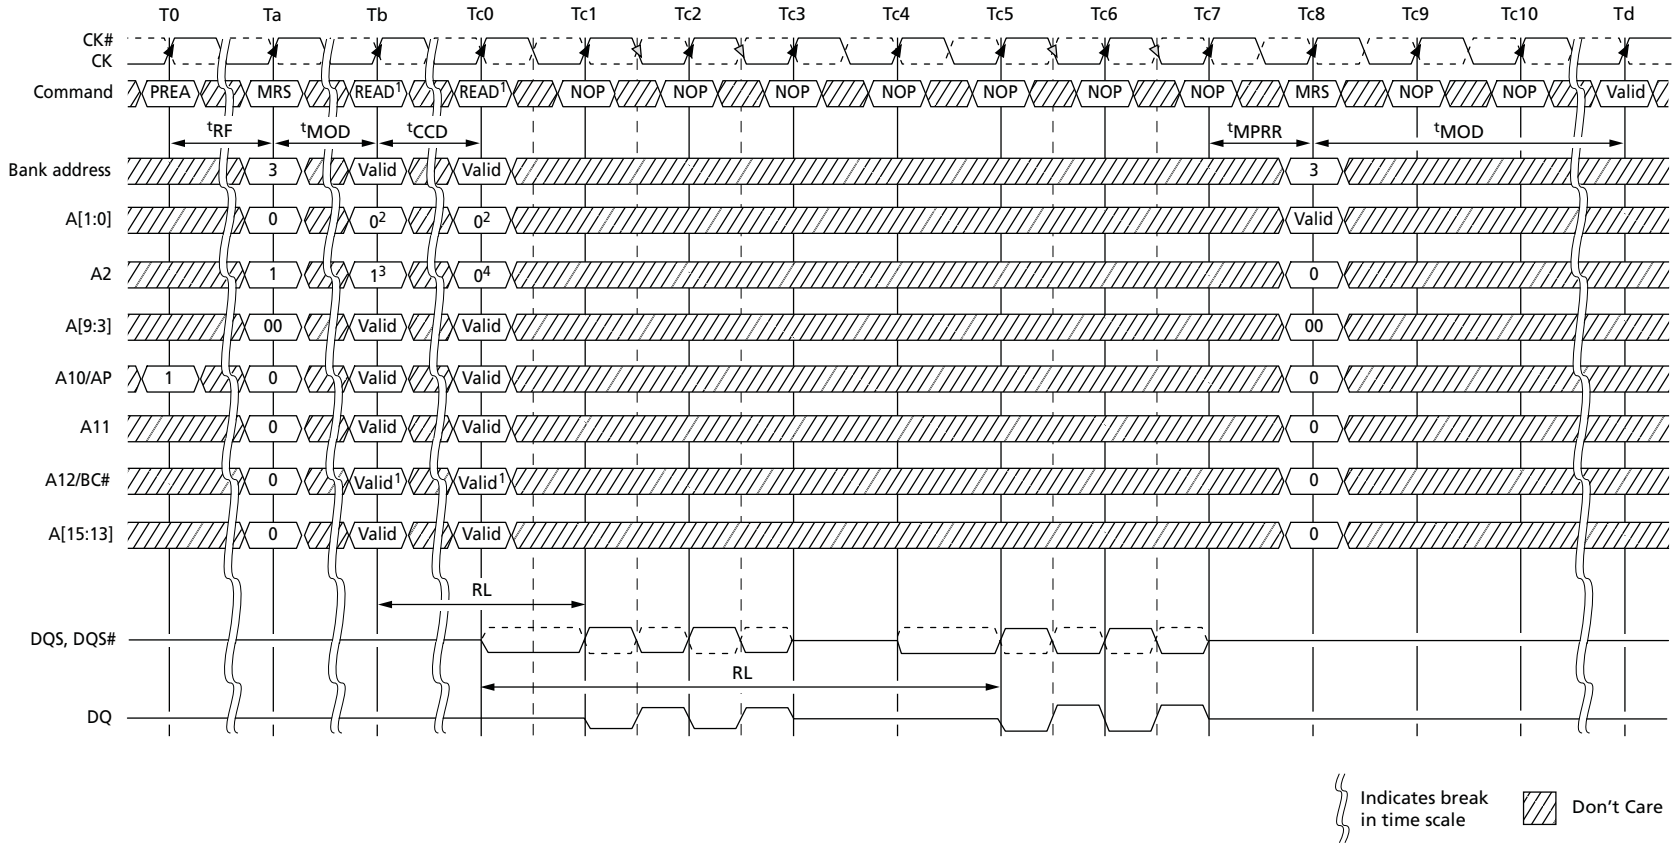 T0 Ta Tb Tc0 Tc1 Tc2 Tc3 Tc4 Tc5 Tc6 Tc7 Tc8 Tc9 Tc10 Td
CK#
CK
Command PREA MRS READ¹ READ¹ NOP NOP NOP NOP NOP NOP NOP MRS NOP NOP Valid
tRF tMOD tCCD tMPRR tMOD
Bank address 3 Valid Valid 3
A[1:0] 0 0² 0² Valid
A2 1 1³ 0⁴ 0
A[9:3] 00 Valid Valid 00
A10/AP 1 0 Valid Valid 0
A11 0 Valid Valid 0
A12/BC# 0 Valid¹ Valid¹ 0
A[15:13] 0 Valid Valid 0
RL
DQS, DQS#
RL
DQ
Indicates break
in time scale
Don't Care